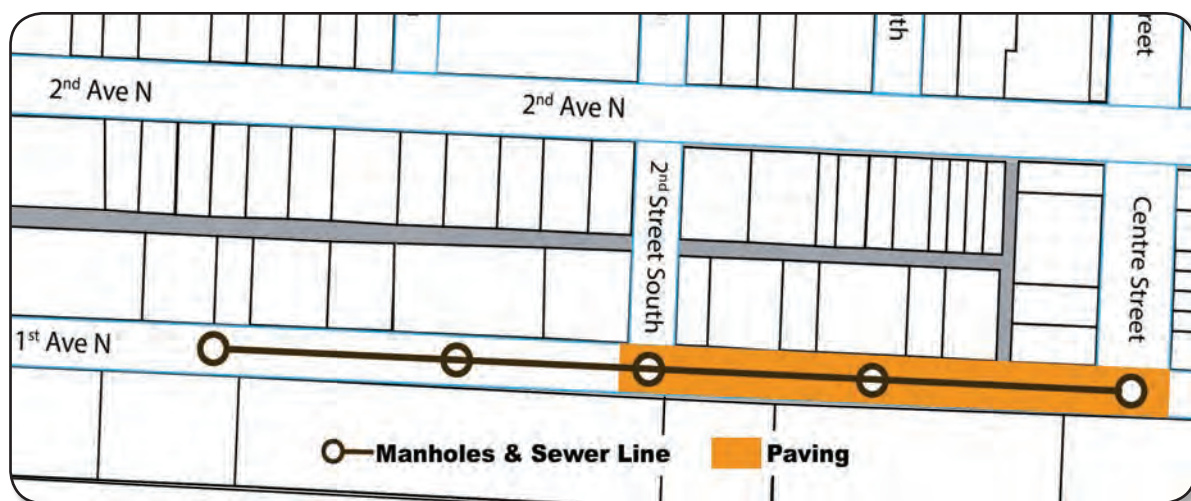 2nd Ave N
2nd Ave N
2nd Street South
Centre Street
1st Ave N
Manholes & Sewer Line
Paving